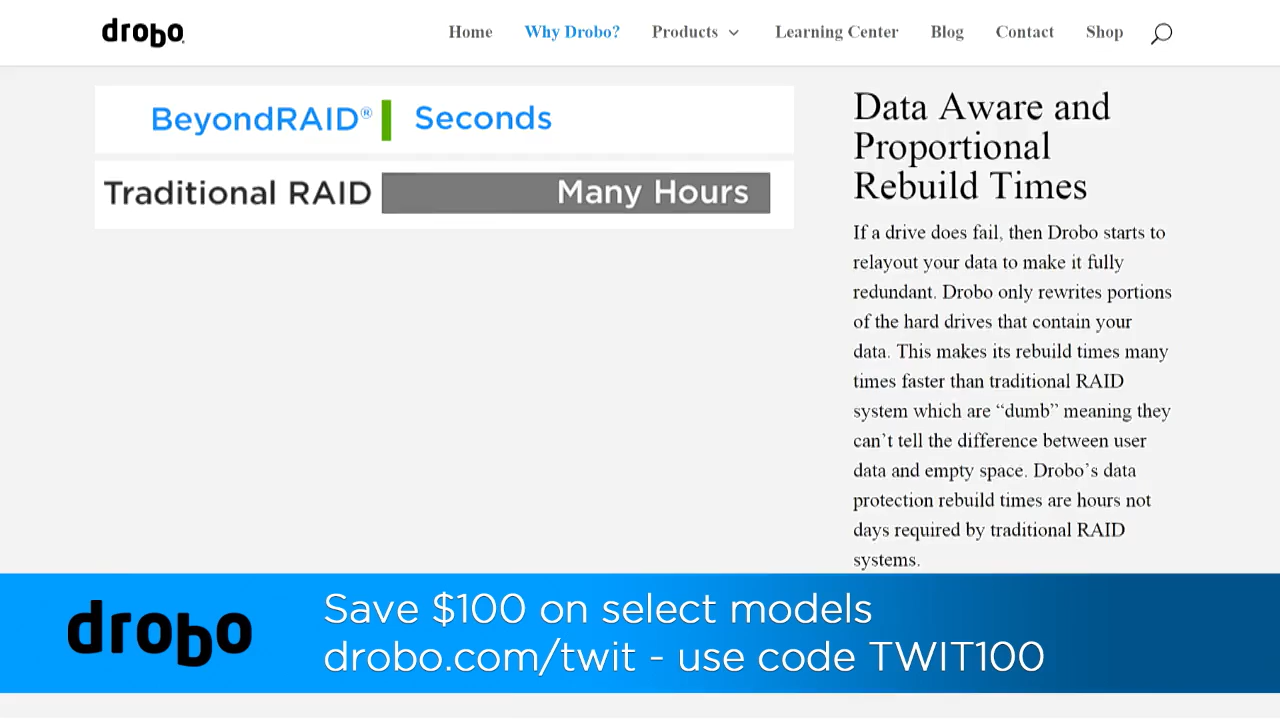 drobo
Home Why Drobo? Products Learning Center Blog Contact Shop
BeyondRAID® Seconds
Traditional RAID Many Hours
Data Aware and
Proportional
Rebuild Times
If a drive does fail, then Drobo starts to
relayout your data to make it fully
redundant. Drobo only rewrites portions
of the hard drives that contain your
data. This makes its rebuild times many
times faster than traditional RAID
system which are “dumb” meaning they
can’t tell the difference between user
data and empty space. Drobo’s data
protection rebuild times are hours not
days required by traditional RAID
systems.
drobo
Save $100 on select models
drobo.com/twit - use code TWIT100